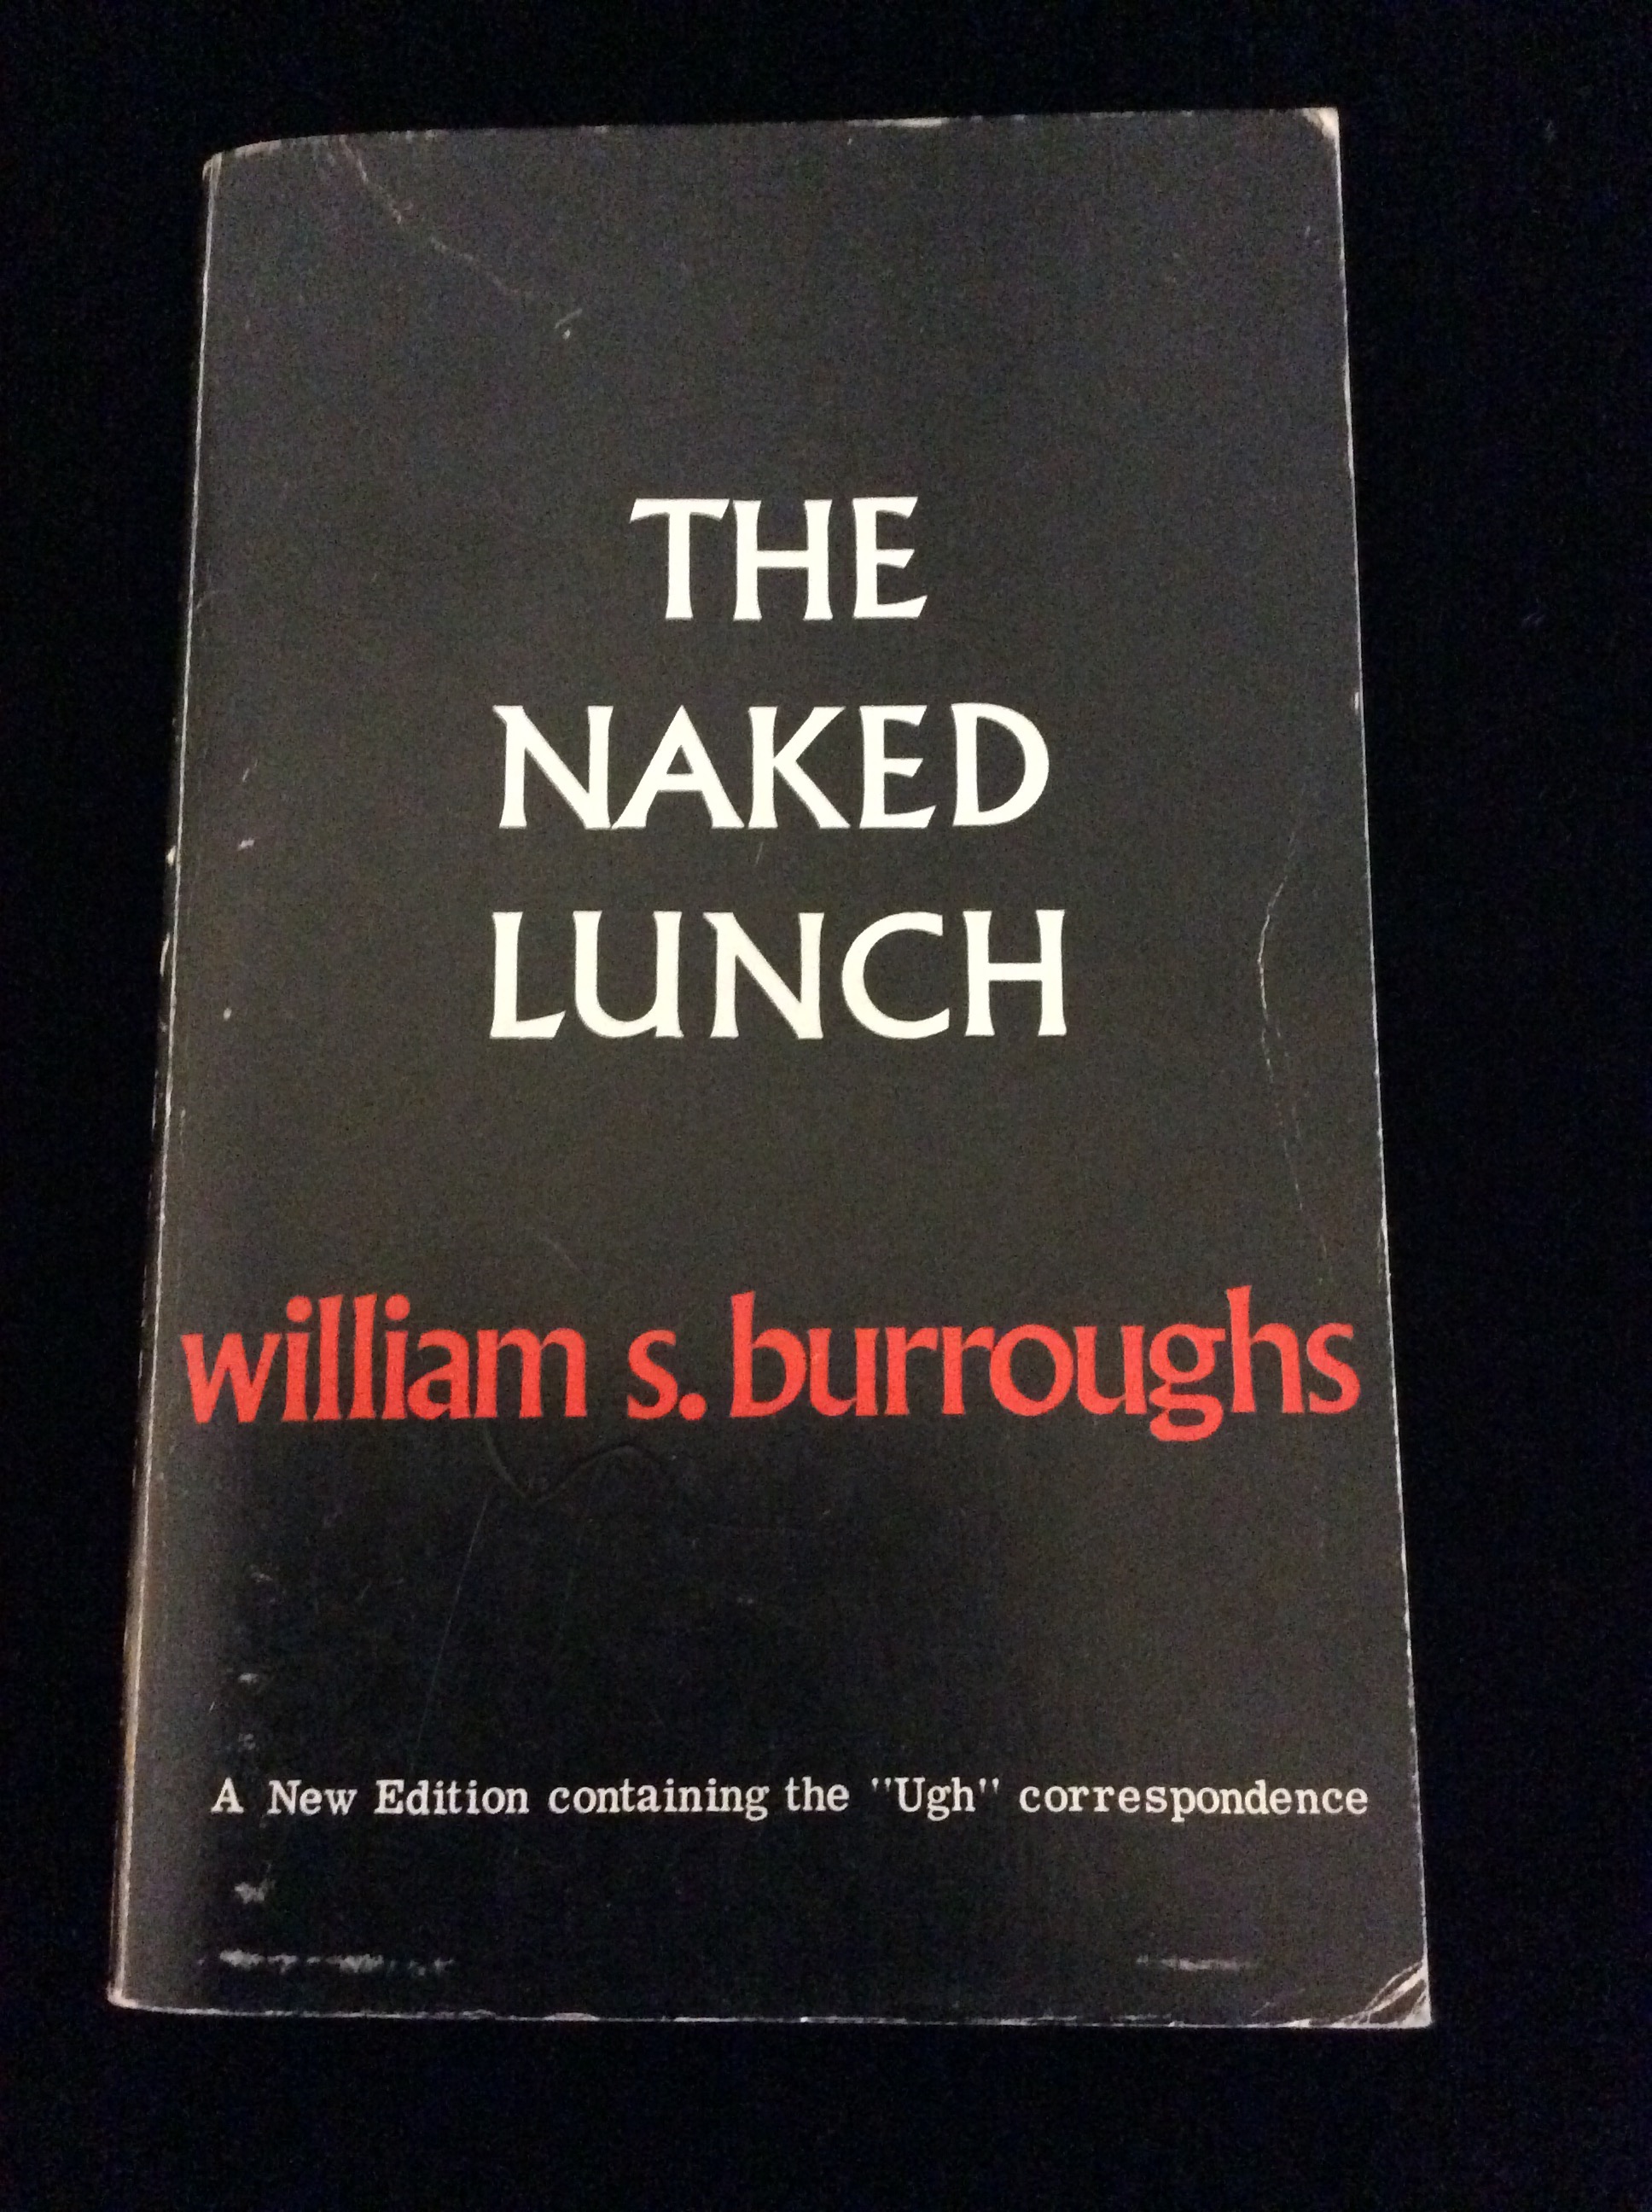 THE
NAKED
LUNCH
william s. burroughs
A New Edition containing the "Ugh" correspondence